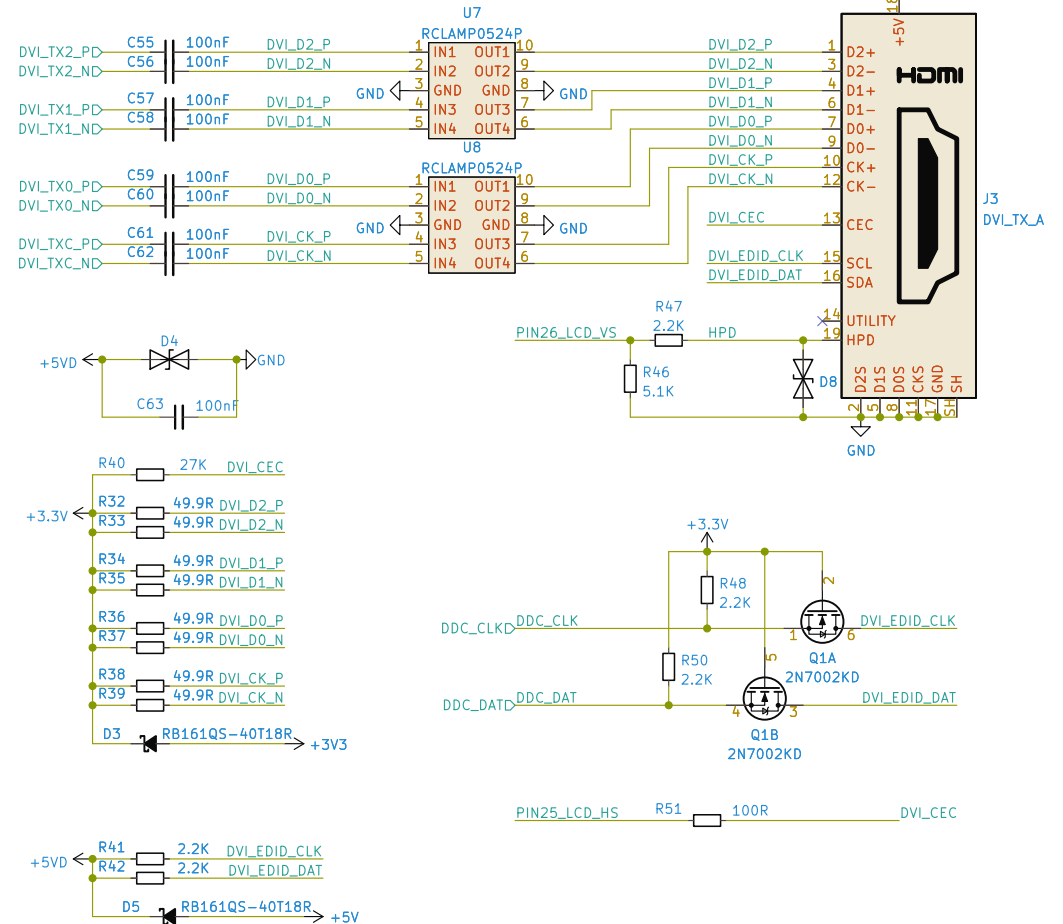 U7
RCLAMP0524P
DVI_TX2_P C55 100nF DVI_D2_P 1 IN1 OUT1 10 DVI_D2_P 1 D2+
DVI_TX2_N C56 100nF DVI_D2_N 2 IN2 OUT2 9 DVI_D2_N 3 D2-
GND 3 GND GND 8 GND DVI_D1_P 4 D1+
DVI_TX1_P C57 100nF DVI_D1_P 4 IN3 OUT3 7 DVI_D1_N 6 D1-
DVI_TX1_N C58 100nF DVI_D1_N 5 IN4 OUT4 6 DVI_D0_P 7 D0+
18
+5V
HDMI
U8
RCLAMP0524P
DVI_D0_N 9 D0-
DVI_CK_P 10 CK+
DVI_CK_N 12 CK-
DVI_TX0_P C59 100nF DVI_D0_P 1 IN1 OUT1 10
DVI_TX0_N C60 100nF DVI_D0_N 2 IN2 OUT2 9
GND 3 GND GND 8 GND
DVI_TXC_P C61 100nF DVI_CK_P 4 IN3 OUT3 7
DVI_TXC_N C62 100nF DVI_CK_N 5 IN4 OUT4 6
DVI_CEC 13 CEC
DVI_EDID_CLK 15 SCL
DVI_EDID_DAT 16 SDA
J3
DVI_TX_A
14 UTILITY
19 HPD
PIN26_LCD_VS R47 2.2K HPD
R46
5.1K
D8
D2S D1S D0S CKS GND SH
2 5 8 11 17 SH
GND
D4
+5VD GND
C63 100nF
R40 27K DVI_CEC
+3.3V
R32 49.9R DVI_D2_P
R33 49.9R DVI_D2_N
R34 49.9R DVI_D1_P
R35 49.9R DVI_D1_N
R36 49.9R DVI_D0_P
R37 49.9R DVI_D0_N
R38 49.9R DVI_CK_P
R39 49.9R DVI_CK_N
D3 RB161QS-40T18R +3V3
+3.3V
R48
2.2K
2
DDC_CLK DDC_CLK 1 6 DVI_EDID_CLK
Q1A
2N7002KD
R50
2.2K
5
DDC_DAT DDC_DAT 4 3 DVI_EDID_DAT
Q1B
2N7002KD
PIN25_LCD_HS R51 100R DVI_CEC
+5VD
R41 2.2K DVI_EDID_CLK
R42 2.2K DVI_EDID_DAT
D5 RB161QS-40T18R +5V